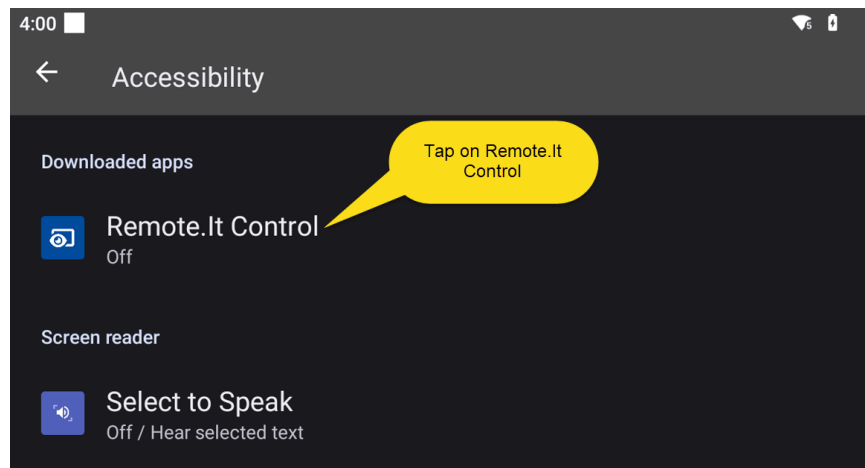 4:00
Accessibility
Downloaded apps
Tap on Remote.It
Control
Remote.It Control
Off
Screen reader
Select to Speak
Off / Hear selected text